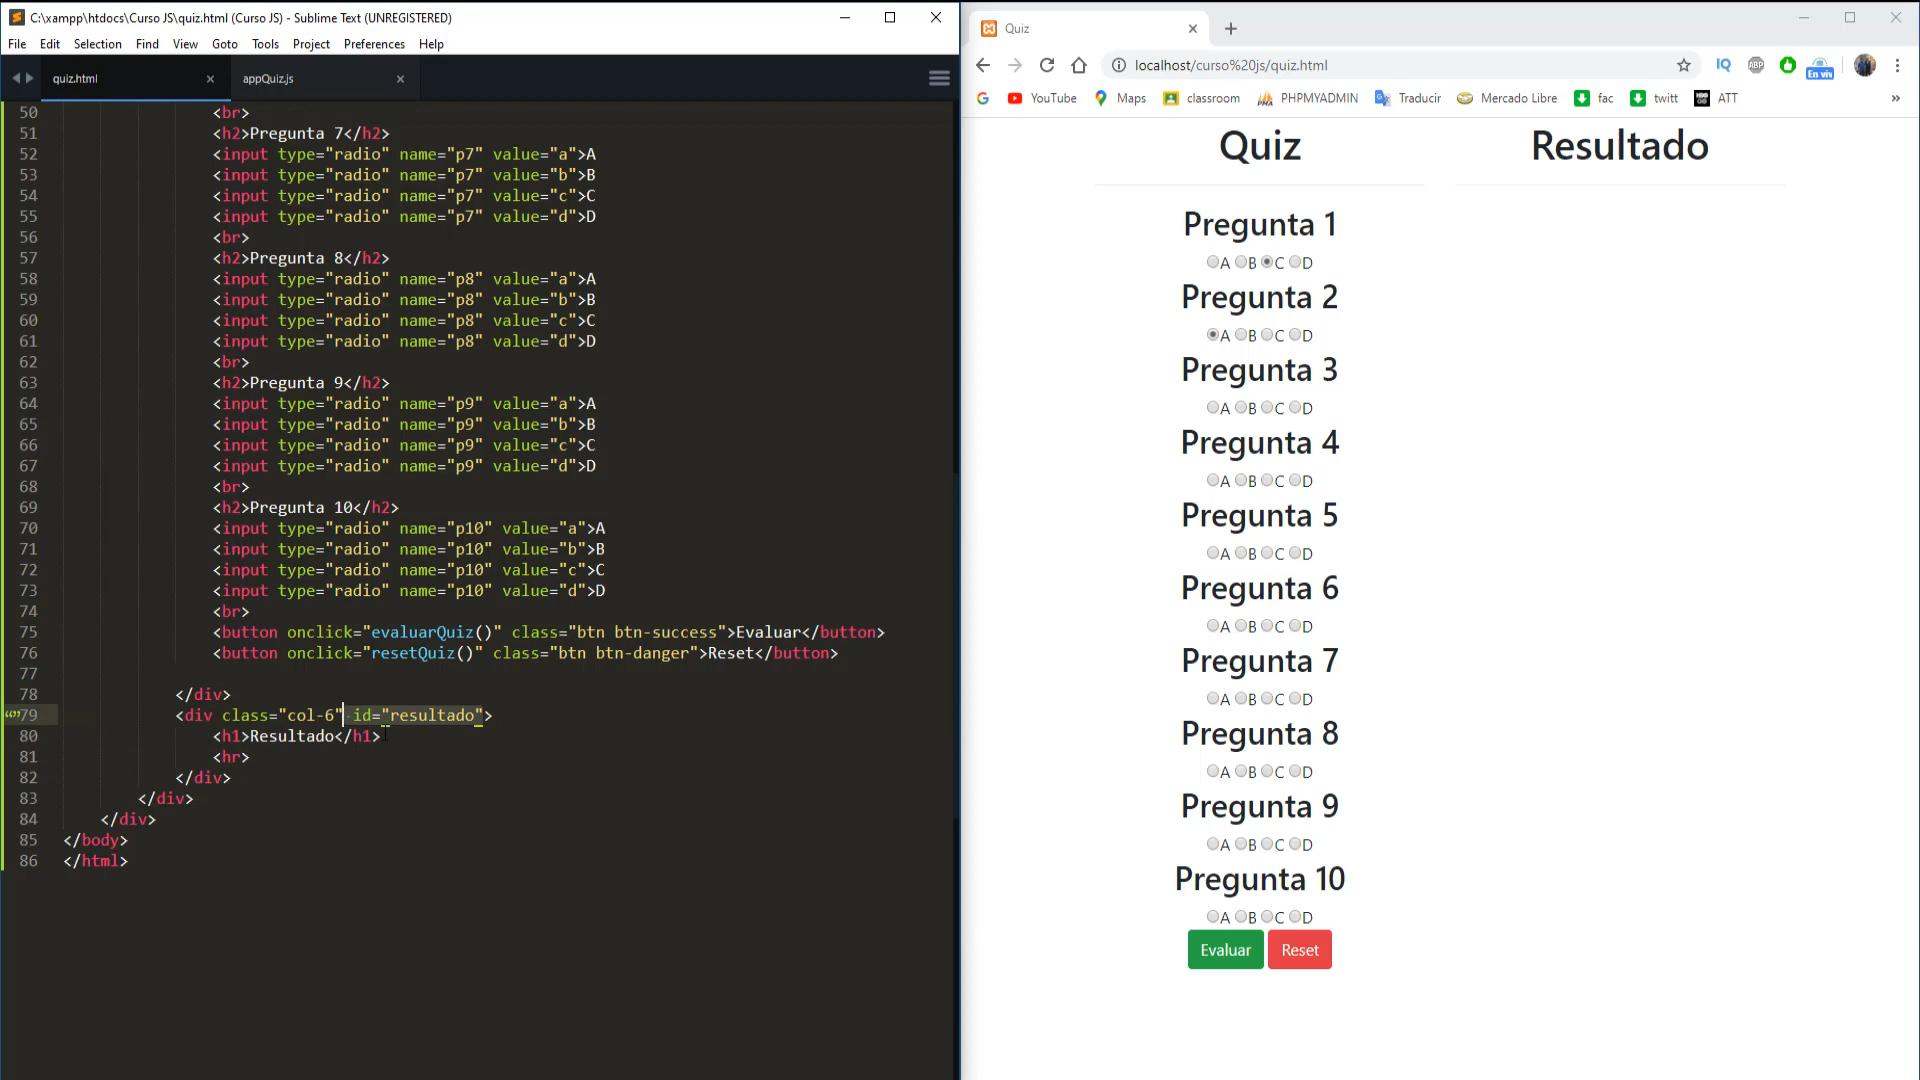 C:\xampp\htdocs\Curso JS\quiz.html (Curso JS) - Sublime Text (UNREGISTERED)
File Edit Selection Find View Goto Tools Project Preferences Help
quiz.html
appQuiz.js
50 <br>
51 <h2>Pregunta 7</h2>
52 <input type="radio" name="p7" value="a">A
53 <input type="radio" name="p7" value="b">B
54 <input type="radio" name="p7" value="c">C
55 <input type="radio" name="p7" value="d">D
56 <br>
57 <h2>Pregunta 8</h2>
58 <input type="radio" name="p8" value="a">A
59 <input type="radio" name="p8" value="b">B
60 <input type="radio" name="p8" value="c">C
61 <input type="radio" name="p8" value="d">D
62 <br>
63 <h2>Pregunta 9</h2>
64 <input type="radio" name="p9" value="a">A
65 <input type="radio" name="p9" value="b">B
66 <input type="radio" name="p9" value="c">C
67 <input type="radio" name="p9" value="d">D
68 <br>
69 <h2>Pregunta 10</h2>
70 <input type="radio" name="p10" value="a">A
71 <input type="radio" name="p10" value="b">B
72 <input type="radio" name="p10" value="c">C
73 <input type="radio" name="p10" value="d">D
74 <br>
75 <button onclick="evaluarQuiz()" class="btn btn-success">Evaluar</button>
76 <button onclick="resetQuiz()" class="btn btn-danger">Reset</button>
77
78 </div>
79 <div class="col-6" id="resultado">
80 <h1>Resultado</h1>
81 <hr>
82 </div>
83 </div>
84 </div>
85 </body>
86 </html>
Quiz
localhost/curso%20js/quiz.html
IQ
ABP
En viv
YouTube Maps classroom PHPMYADMIN Traducir Mercado Libre fac twitt ATT »
Quiz
Resultado
Pregunta 1
A B C D
Pregunta 2
A B C D
Pregunta 3
A B C D
Pregunta 4
A B C D
Pregunta 5
A B C D
Pregunta 6
A B C D
Pregunta 7
A B C D
Pregunta 8
A B C D
Pregunta 9
A B C D
Pregunta 10
A B C D
Evaluar Reset